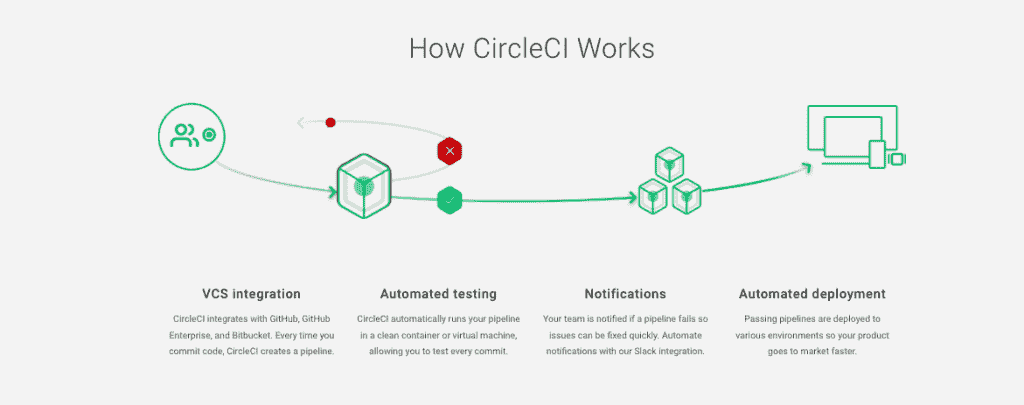 How CircleCI Works
VCS integration
CircleCI integrates with GitHub, GitHub
Enterprise, and Bitbucket. Every time you
commit code, CircleCI creates a pipeline.
Automated testing
CircleCI automatically runs your pipeline
in a clean container or virtual machine,
allowing you to test every commit.
Notifications
Your team is notified if a pipeline fails so
issues can be fixed quickly. Automate
notifications with our Slack integration.
Automated deployment
Passing pipelines are deployed to
various environments so your product
goes to market faster.